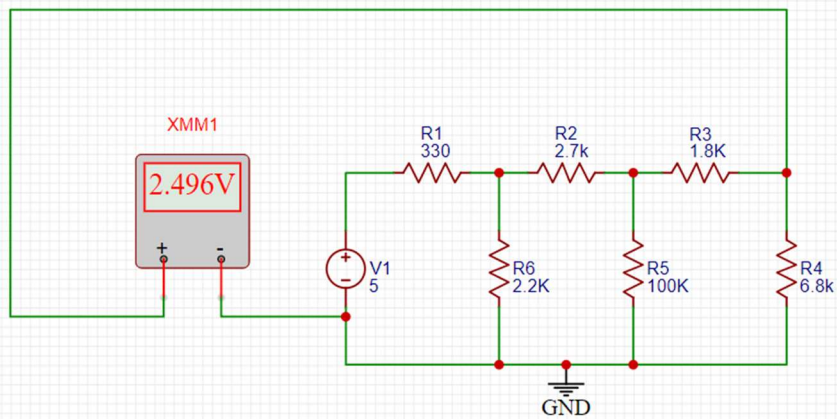 XMM1
2.496V
+
-
R1
330
R2
2.7k
R3
1.8K
+
-
V1
5
R6
2.2K
R5
100K
R4
6.8k
GND